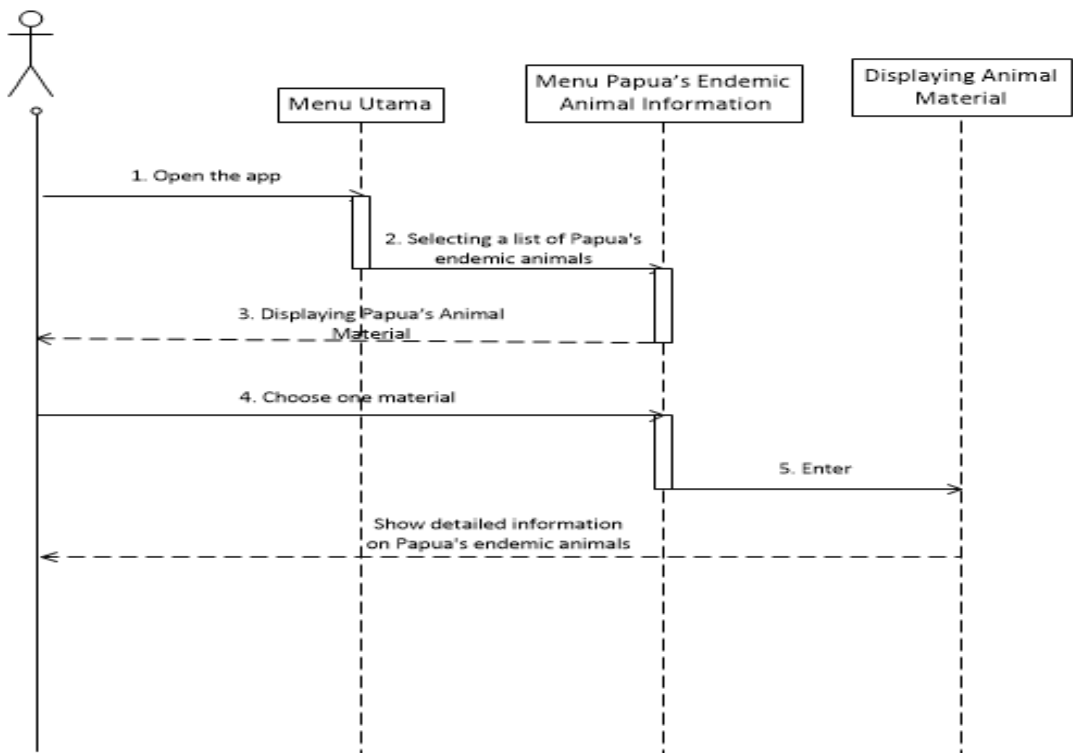 Menu Utama
Menu Papua's Endemic
Animal Information
Displaying Animal
Material
1. Open the app
2. Selecting a list of Papua's
endemic animals
3. Displaying Papua's Animal
Material
4. Choose one material
5. Enter
Show detailed information
on Papua's endemic animals